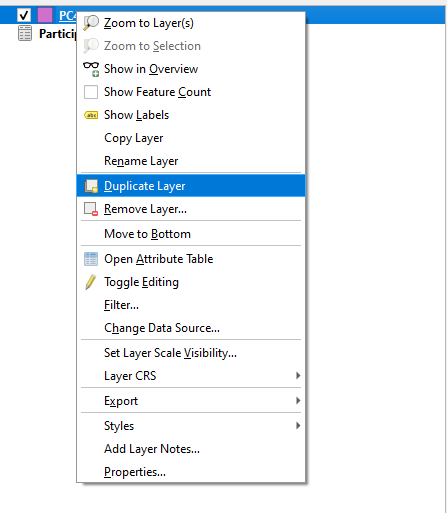 PC4
Zoom to Layer(s)
Particip
Zoom to Selection
Show in Overview
Show Feature Count
abc Show Labels
Copy Layer
Rename Layer
Duplicate Layer
Remove Layer...
Move to Bottom
Open Attribute Table
Toggle Editing
Filter...
Change Data Source...
Set Layer Scale Visibility...
Layer CRS
Export
Styles
Add Layer Notes...
Properties...